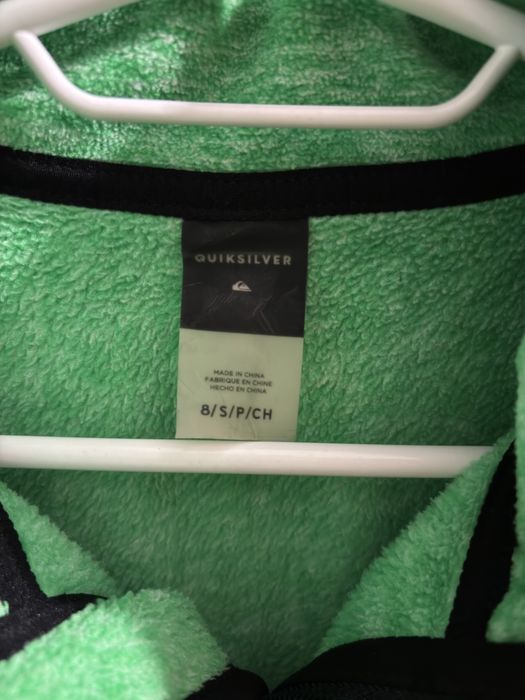 QUIKSILVER
MADE IN CHINA
FABRIQUE EN CHINE
HECHO EN CHINA
8/S/P/CH